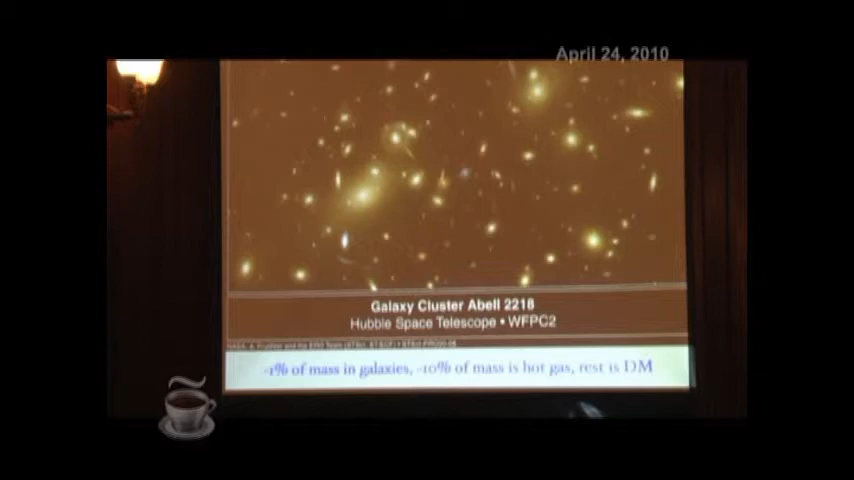 April 24, 2010
Galaxy Cluster Abell 2218
Hubble Space Telescope • WFPC2
~1% of mass in galaxies, ~10% of mass is hot gas, rest is DM